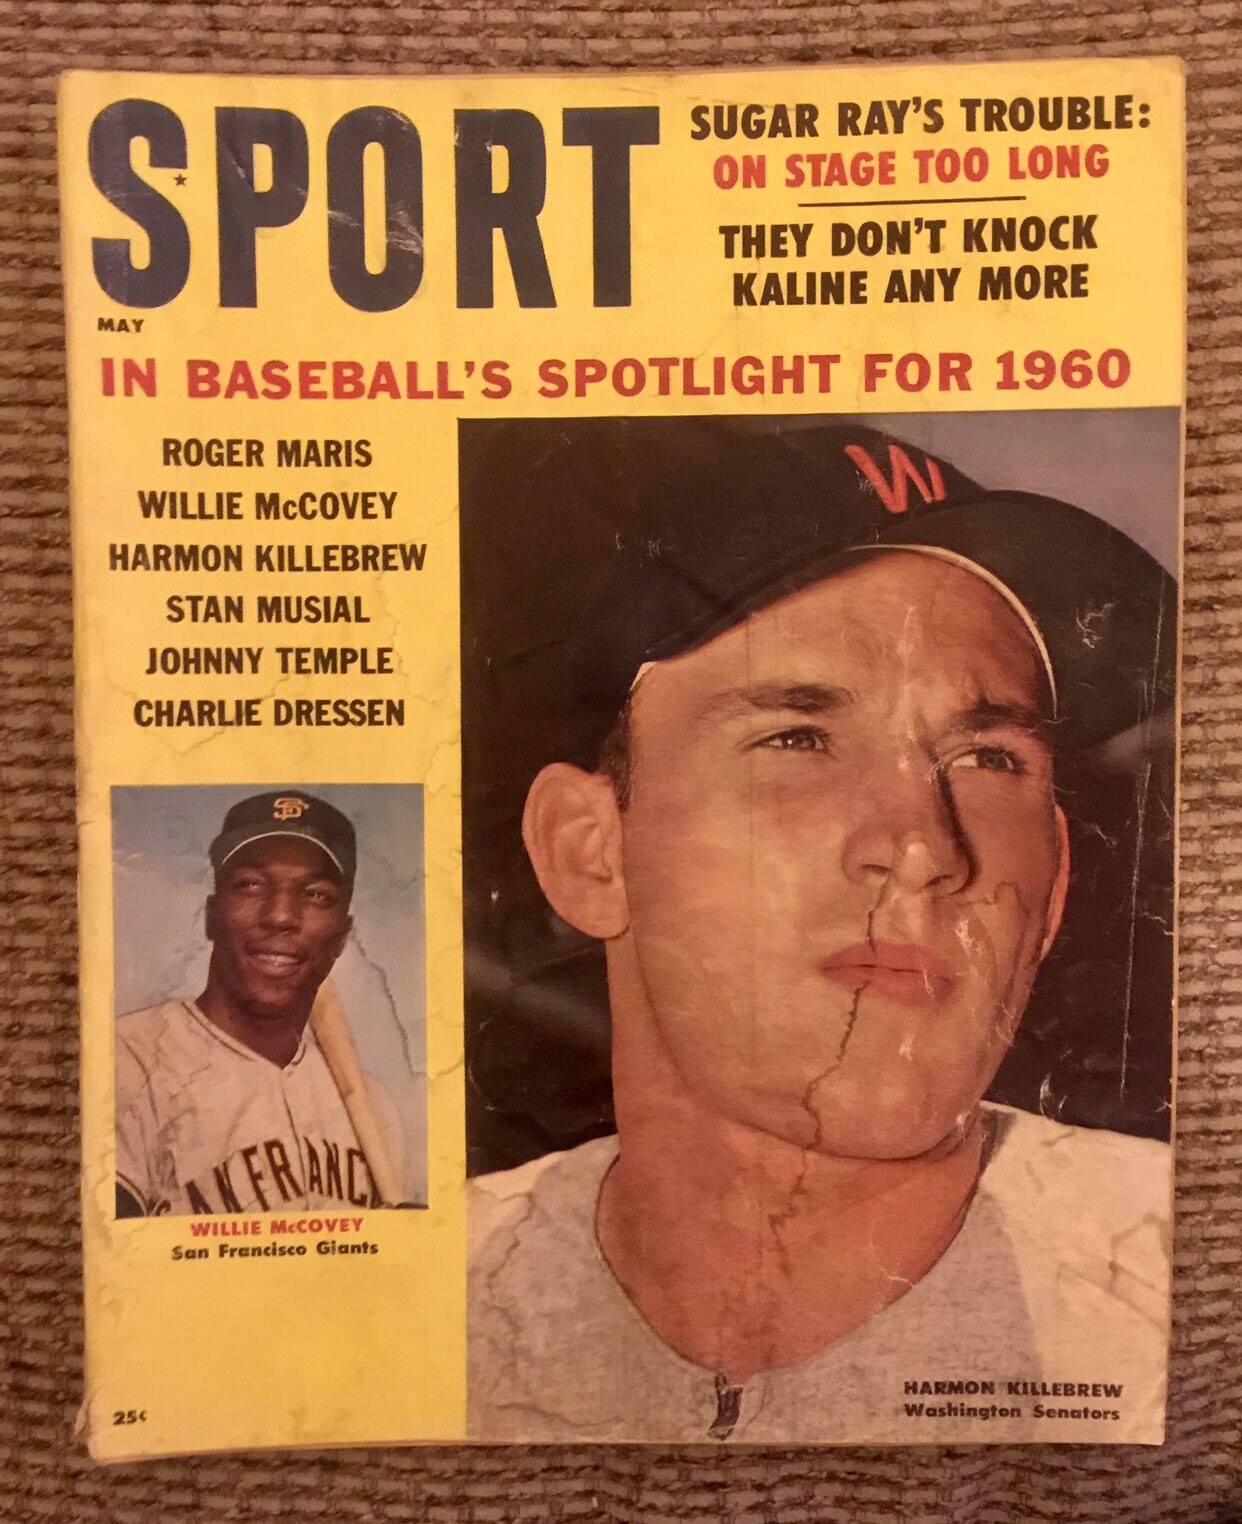 SPORT
MAY
SUGAR RAY'S TROUBLE:
ON STAGE TOO LONG
THEY DON'T KNOCK
KALINE ANY MORE
IN BASEBALL'S SPOTLIGHT FOR 1960
ROGER MARIS
WILLIE McCOVEY
HARMON KILLEBREW
STAN MUSIAL
JOHNNY TEMPLE
CHARLIE DRESSEN
W
SF
SAN FRANC
WILLIE McCOVEY
San Francisco Giants
25¢
HARMON KILLEBREW
Washington Senators